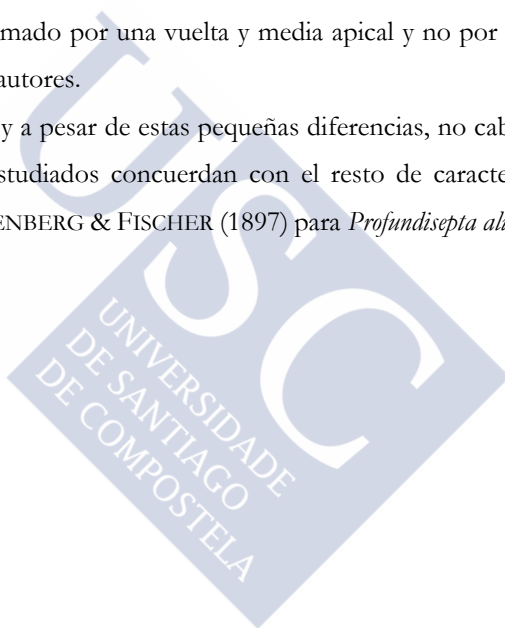 mado por una vuelta y media apical y no por
autores.
y a pesar de estas pequeñas diferencias, no cab
studiados concuerdan con el resto de caracte
ENBERG & FISCHER (1897) para Profundisepta al
USC
UNIVERSIDADE
DE SANTIAGO
DE COMPOSTELA